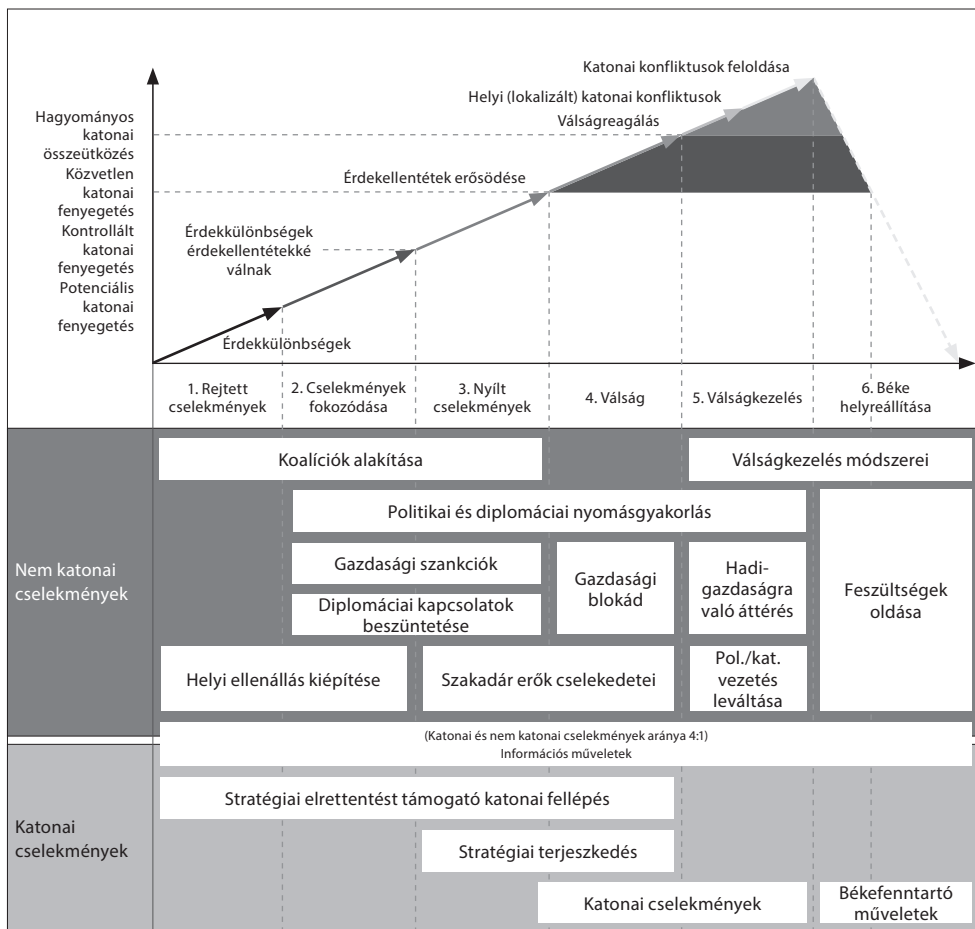 Katonai konfliktusok feloldása
Helyi (lokalizált) katonai konfliktusok
Válságreagálás
Hagyományos
katonai
összeütközés
Közvetlen
katonai
fenyegetés
Kontrollált
katonai
fenyegetés
Potenciális
katonai
fenyegetés
Érdekellentétek erősödése
Érdekkülönbségek
érdekellentétekké
válnak
Érdekkülönbségek
1. Rejtett
cselekmények
2. Cselekmények
fokozódása
3. Nyílt
cselekmények
4. Válság
5. Válságkezelés
6. Béke
helyreállítása
Nem katonai
cselekmények
Koalíciók alakítása
Válságkezelés módszerei
Politikai és diplomáciai nyomásgyakorlás
Gazdasági szankciók
Diplomáciai kapcsolatok
beszüntetése
Gazdasági
blokád
Hadi-
gazdaságra
való áttérés
Feszültségek
oldása
Helyi ellenállás kiépítése
Szakadár erők cselekedetei
Pol./kat.
vezetés
leváltása
(Katonai és nem katonai cselekmények aránya 4:1)
Információs műveletek
Katonai
cselekmények
Stratégiai elrettentést támogató katonai fellépés
Stratégiai terjeszkedés
Katonai cselekmények
Békefenntartó
műveletek